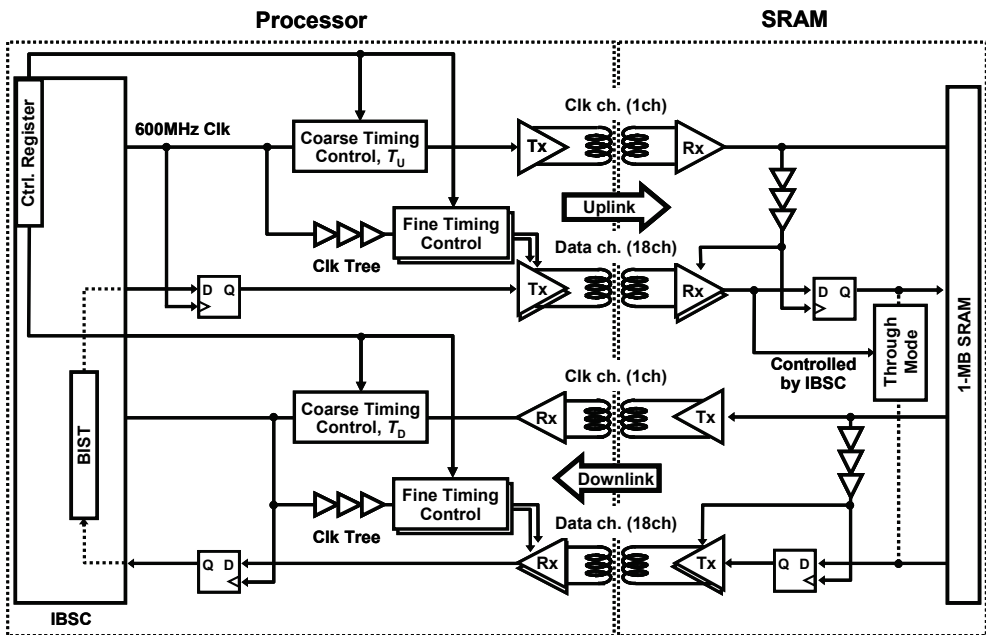 Processor
SRAM
Ctrl. Register
600MHz Clk
Coarse Timing
Control, TU
Tx
Clk ch. (1ch)
Rx
Uplink
Fine Timing
Control
Clk Tree
Data ch. (18ch)
D Q
Tx
Rx
D Q
Through
Mode
Controlled
by IBSC
1-MB SRAM
BIST
Coarse Timing
Control, TD
Rx
Clk ch. (1ch)
Tx
Downlink
Fine Timing
Control
Clk Tree
Data ch. (18ch)
Q D
Rx
Tx
Q D
IBSC